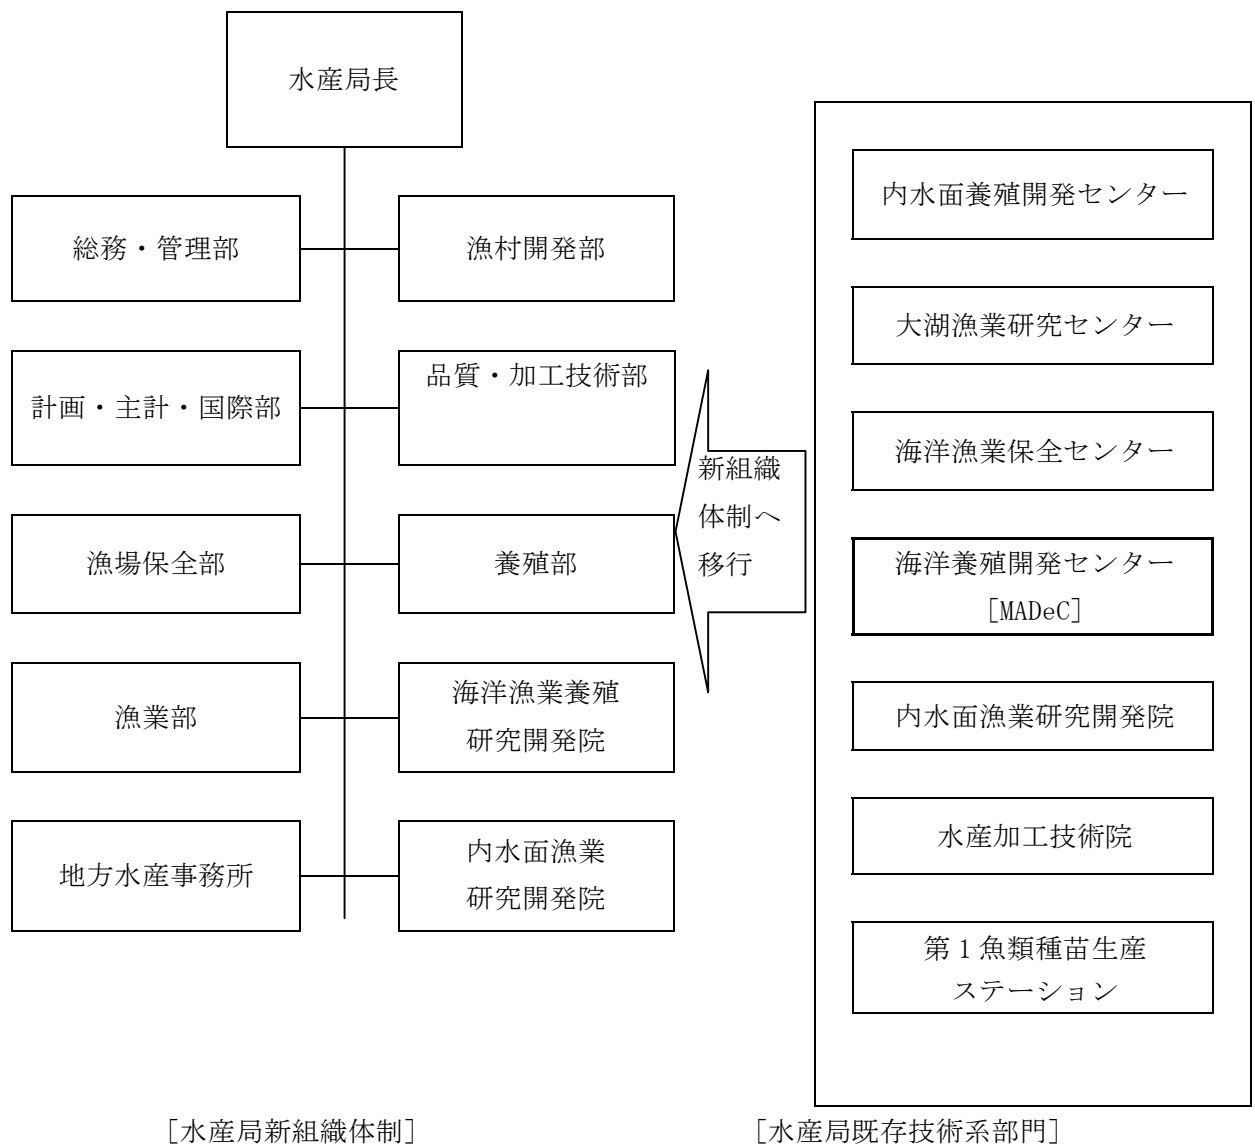 水産局長
総務・管理部
漁村開発部
計画・主計・国際部
品質・加工技術部
漁場保全部
養殖部
漁業部
海洋漁業養殖
研究開発院
地方水産事務所
内水面漁業
研究開発院
新組織
体制へ
移行
内水面養殖開発センター
大湖漁業研究センター
海洋漁業保全センター
海洋養殖開発センター
[MADeC]
内水面漁業研究開発院
水産加工技術院
第1魚類種苗生産
ステーション
[水産局新組織体制]
[水産局既存技術系部門]